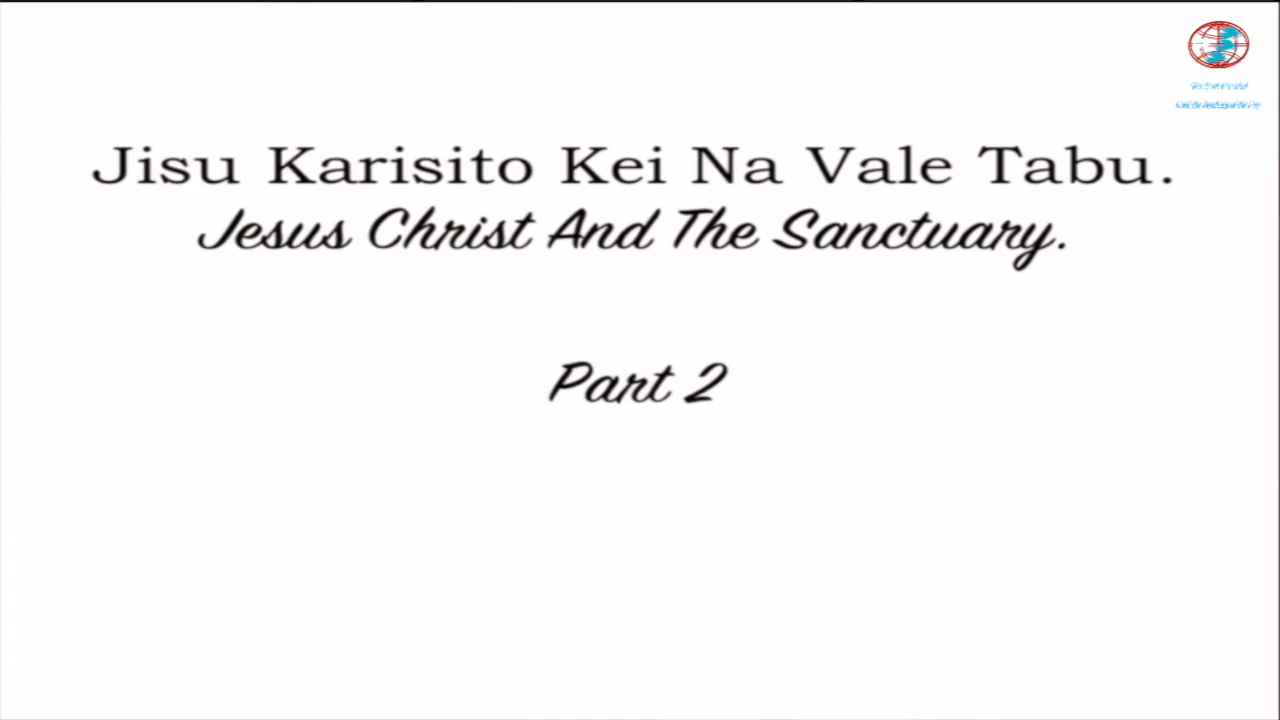 Jisu Karisito Kei Na Vale Tabu.
Jesus Christ And The Sanctuary.
Part 2